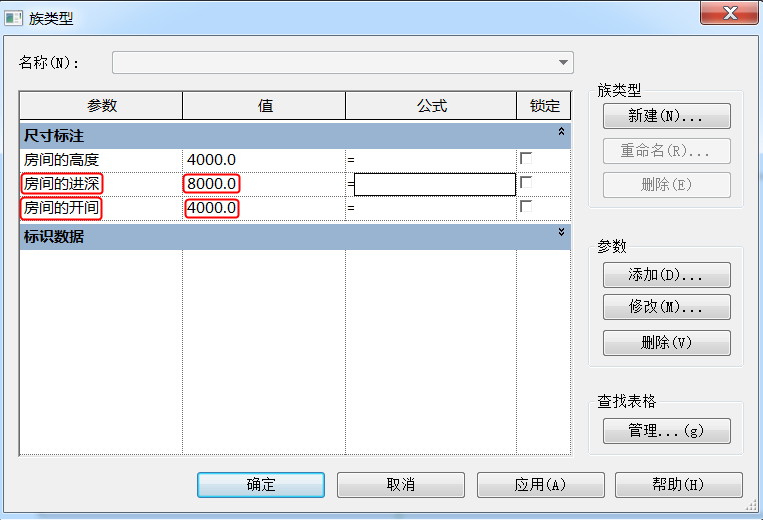 族类型
名称(N):
参数 值 公式 锁定
尺寸标注
房间的高度 4000.0 =
房间的进深 8000.0 =
房间的开间 4000.0 =
标识数据
族类型
新建(N)...
重命名(R)...
删除(E)
参数
添加(D)...
修改(M)...
删除(V)
查找表格
管理...(g)
确定 取消 应用(A) 帮助(H)